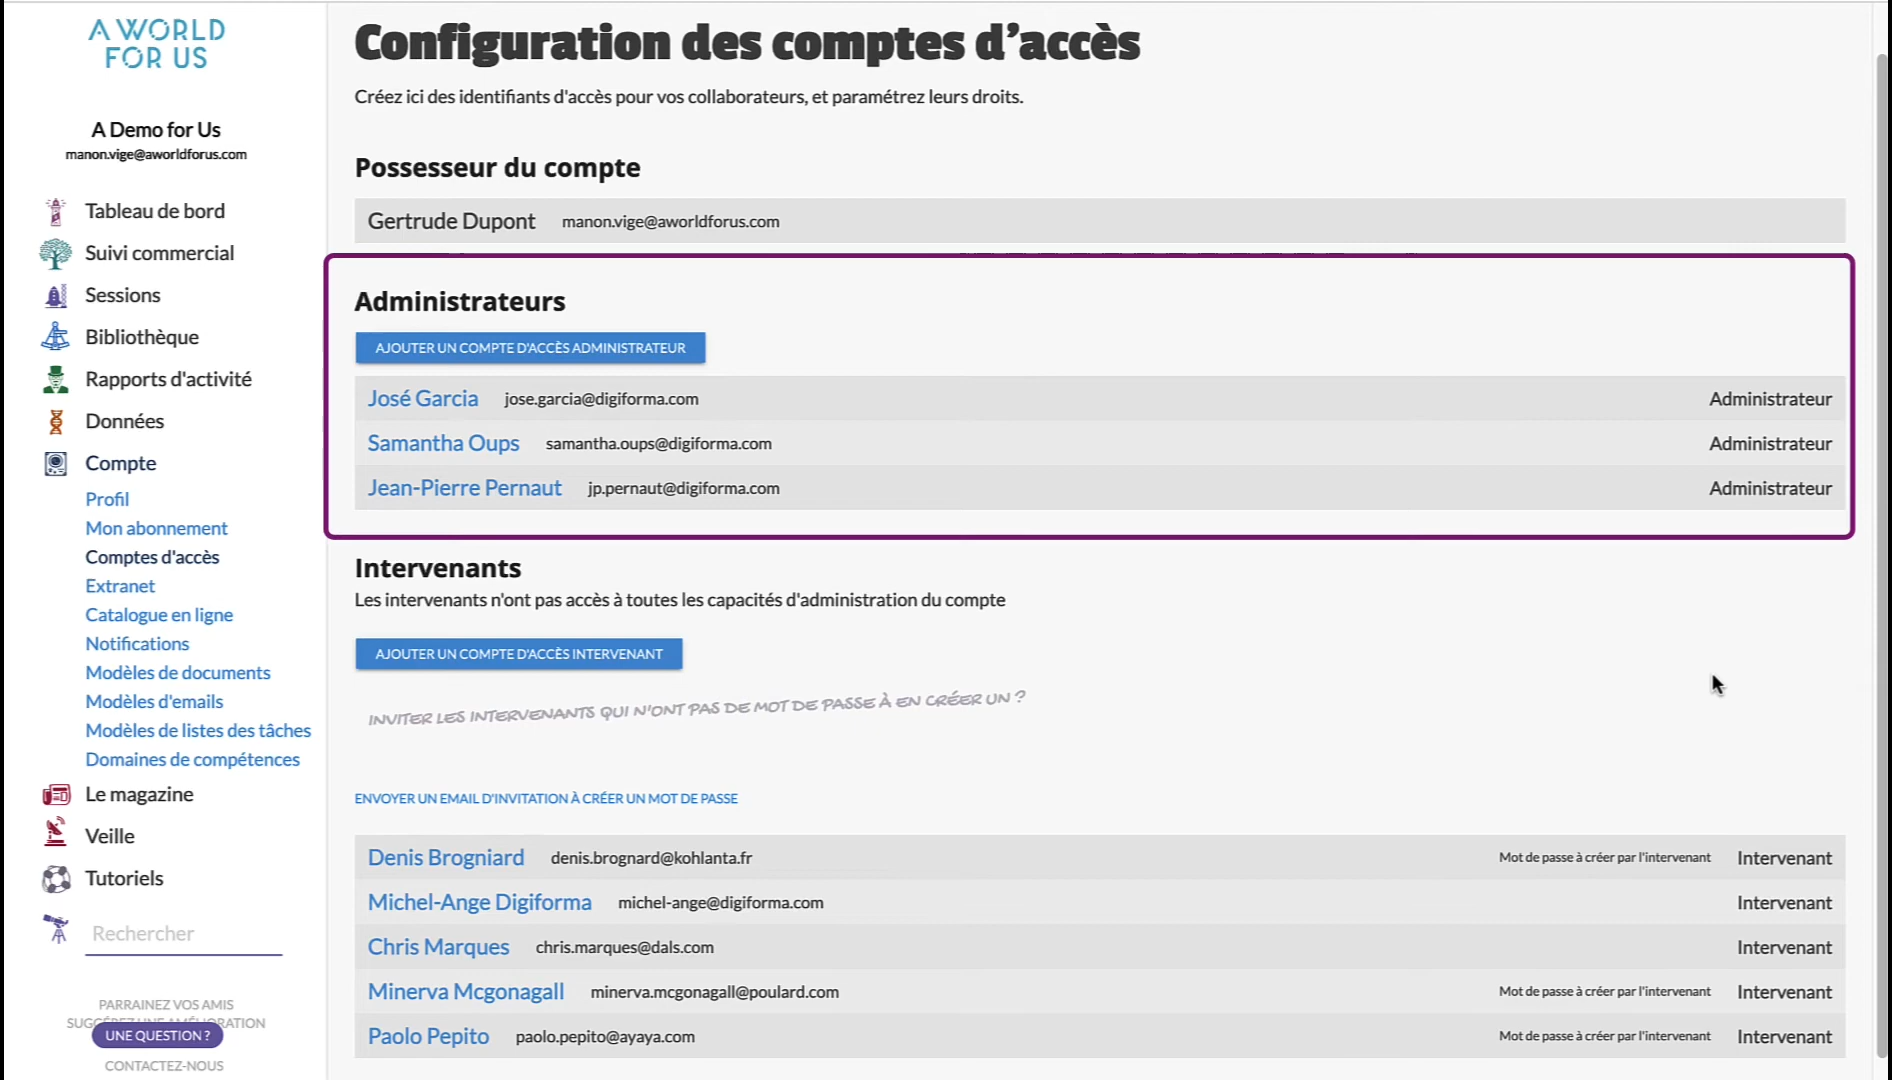 A WORLD
FOR US
A Demo for Us
manon.vige@aworldforus.com
Tableau de bord
Suivi commercial
Sessions
Bibliothèque
Rapports d'activité
Données
Compte
Profil
Mon abonnement
Comptes d'accès
Extranet
Catalogue en ligne
Notifications
Modèles de documents
Modèles d'emails
Modèles de listes des tâches
Domaines de compétences
Le magazine
Veille
Tutoriels
Rechercher
PARRAINEZ VOS AMIS
SUGGÉREZ UNE AMÉLIORATION
UNE QUESTION ?
CONTACTEZ-NOUS
Configuration des comptes d'accès
Créez ici des identifiants d'accès pour vos collaborateurs, et paramétrez leurs droits.
Possesseur du compte
Gertrude Dupont manon.vige@aworldforus.com
Administrateurs
AJOUTER UN COMPTE D'ACCÈS ADMINISTRATEUR
José Garcia jose.garcia@digiforma.com Administrateur
Samantha Oups samantha.oups@digiforma.com Administrateur
Jean-Pierre Pernaut jp.pernaut@digiforma.com Administrateur
Intervenants
Les intervenants n'ont pas accès à toutes les capacités d'administration du compte
AJOUTER UN COMPTE D'ACCÈS INTERVENANT
INVITER LES INTERVENANTS QUI N'ONT PAS DE MOT DE PASSE À EN CRÉER UN ?
ENVOYER UN EMAIL D'INVITATION À CRÉER UN MOT DE PASSE
Denis Brogniard denis.brognard@kohlanta.fr Mot de passe à créer par l'intervenant Intervenant
Michel-Ange Digiforma michel-ange@digiforma.com Intervenant
Chris Marques chris.marques@dals.com Intervenant
Minerva Mcgonagall minerva.mcgonagall@poulard.com Mot de passe à créer par l'intervenant Intervenant
Paolo Pepito paolo.pepito@ayaya.com Mot de passe à créer par l'intervenant Intervenant